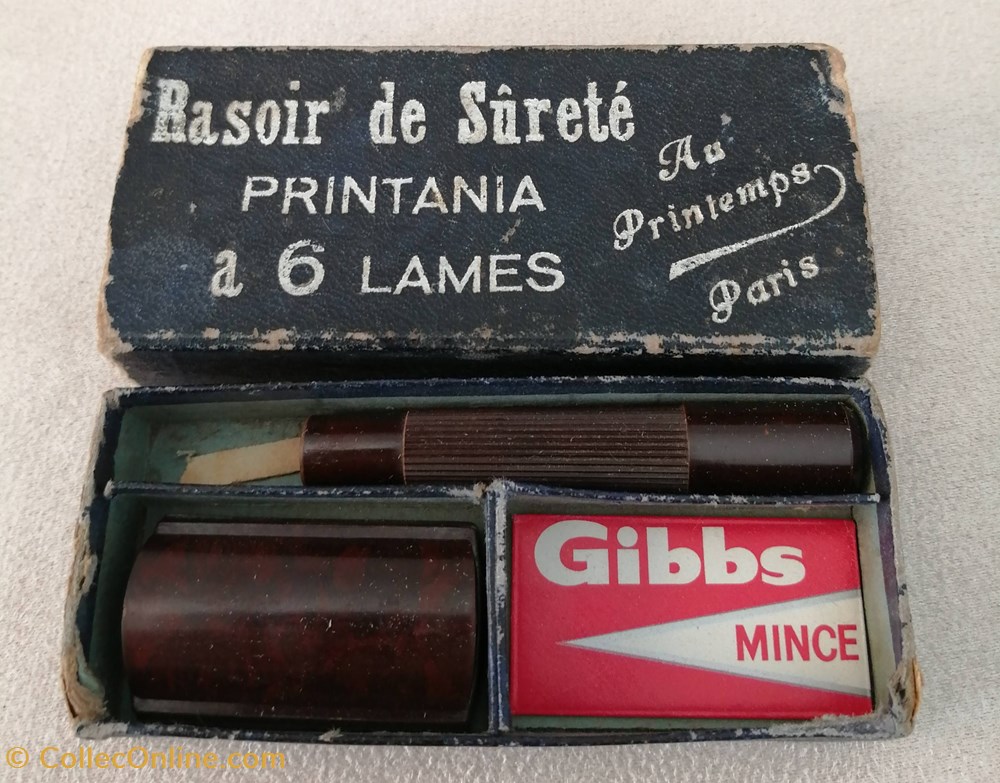 Rasoir de Sûreté
PRINTANIA
a 6 LAMES
Au
Printemps
Paris
Gibbs
MINCE
© CollecOnline.com